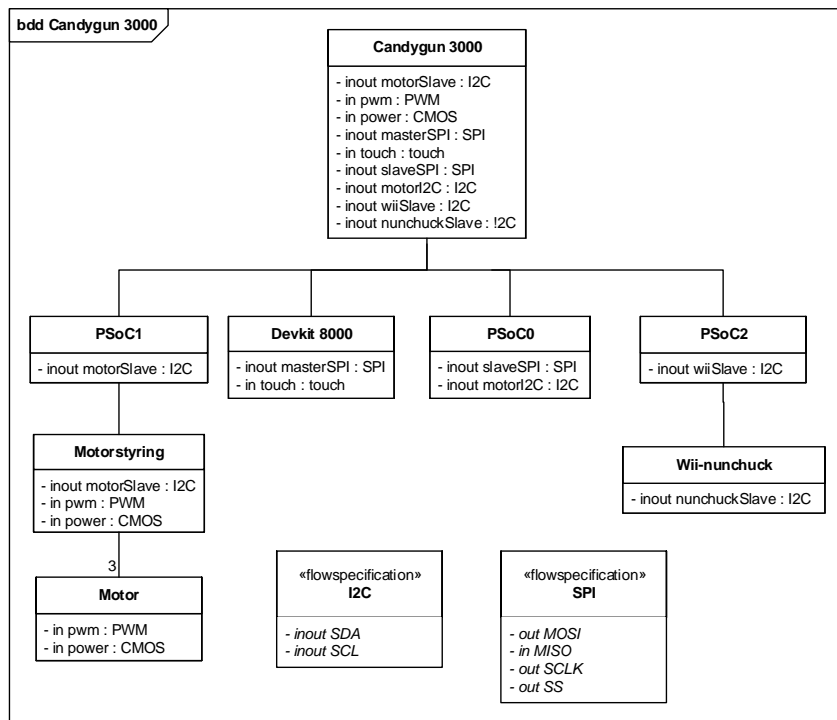 bdd Candygun 3000
Candygun 3000
- inout motorSlave : I2C
- in pwm : PWM
- in power : CMOS
- inout masterSPI : SPI
- in touch : touch
- inout slaveSPI : SPI
- inout motorI2C : I2C
- inout wiiSlave : I2C
- inout nunchuckSlave : !2C
PSoC1
- inout motorSlave : I2C
Devkit 8000
- inout masterSPI : SPI
- in touch : touch
PSoC0
- inout slaveSPI : SPI
- inout motorI2C : I2C
PSoC2
- inout wiiSlave : I2C
Motorstyring
- inout motorSlave : I2C
- in pwm : PWM
- in power : CMOS
Wii-nunchuck
- inout nunchuckSlave : I2C
3
Motor
- in pwm : PWM
- in power : CMOS
«flowspecification»
I2C
- inout SDA
- inout SCL
«flowspecification»
SPI
- out MOSI
- in MISO
- out SCLK
- out SS